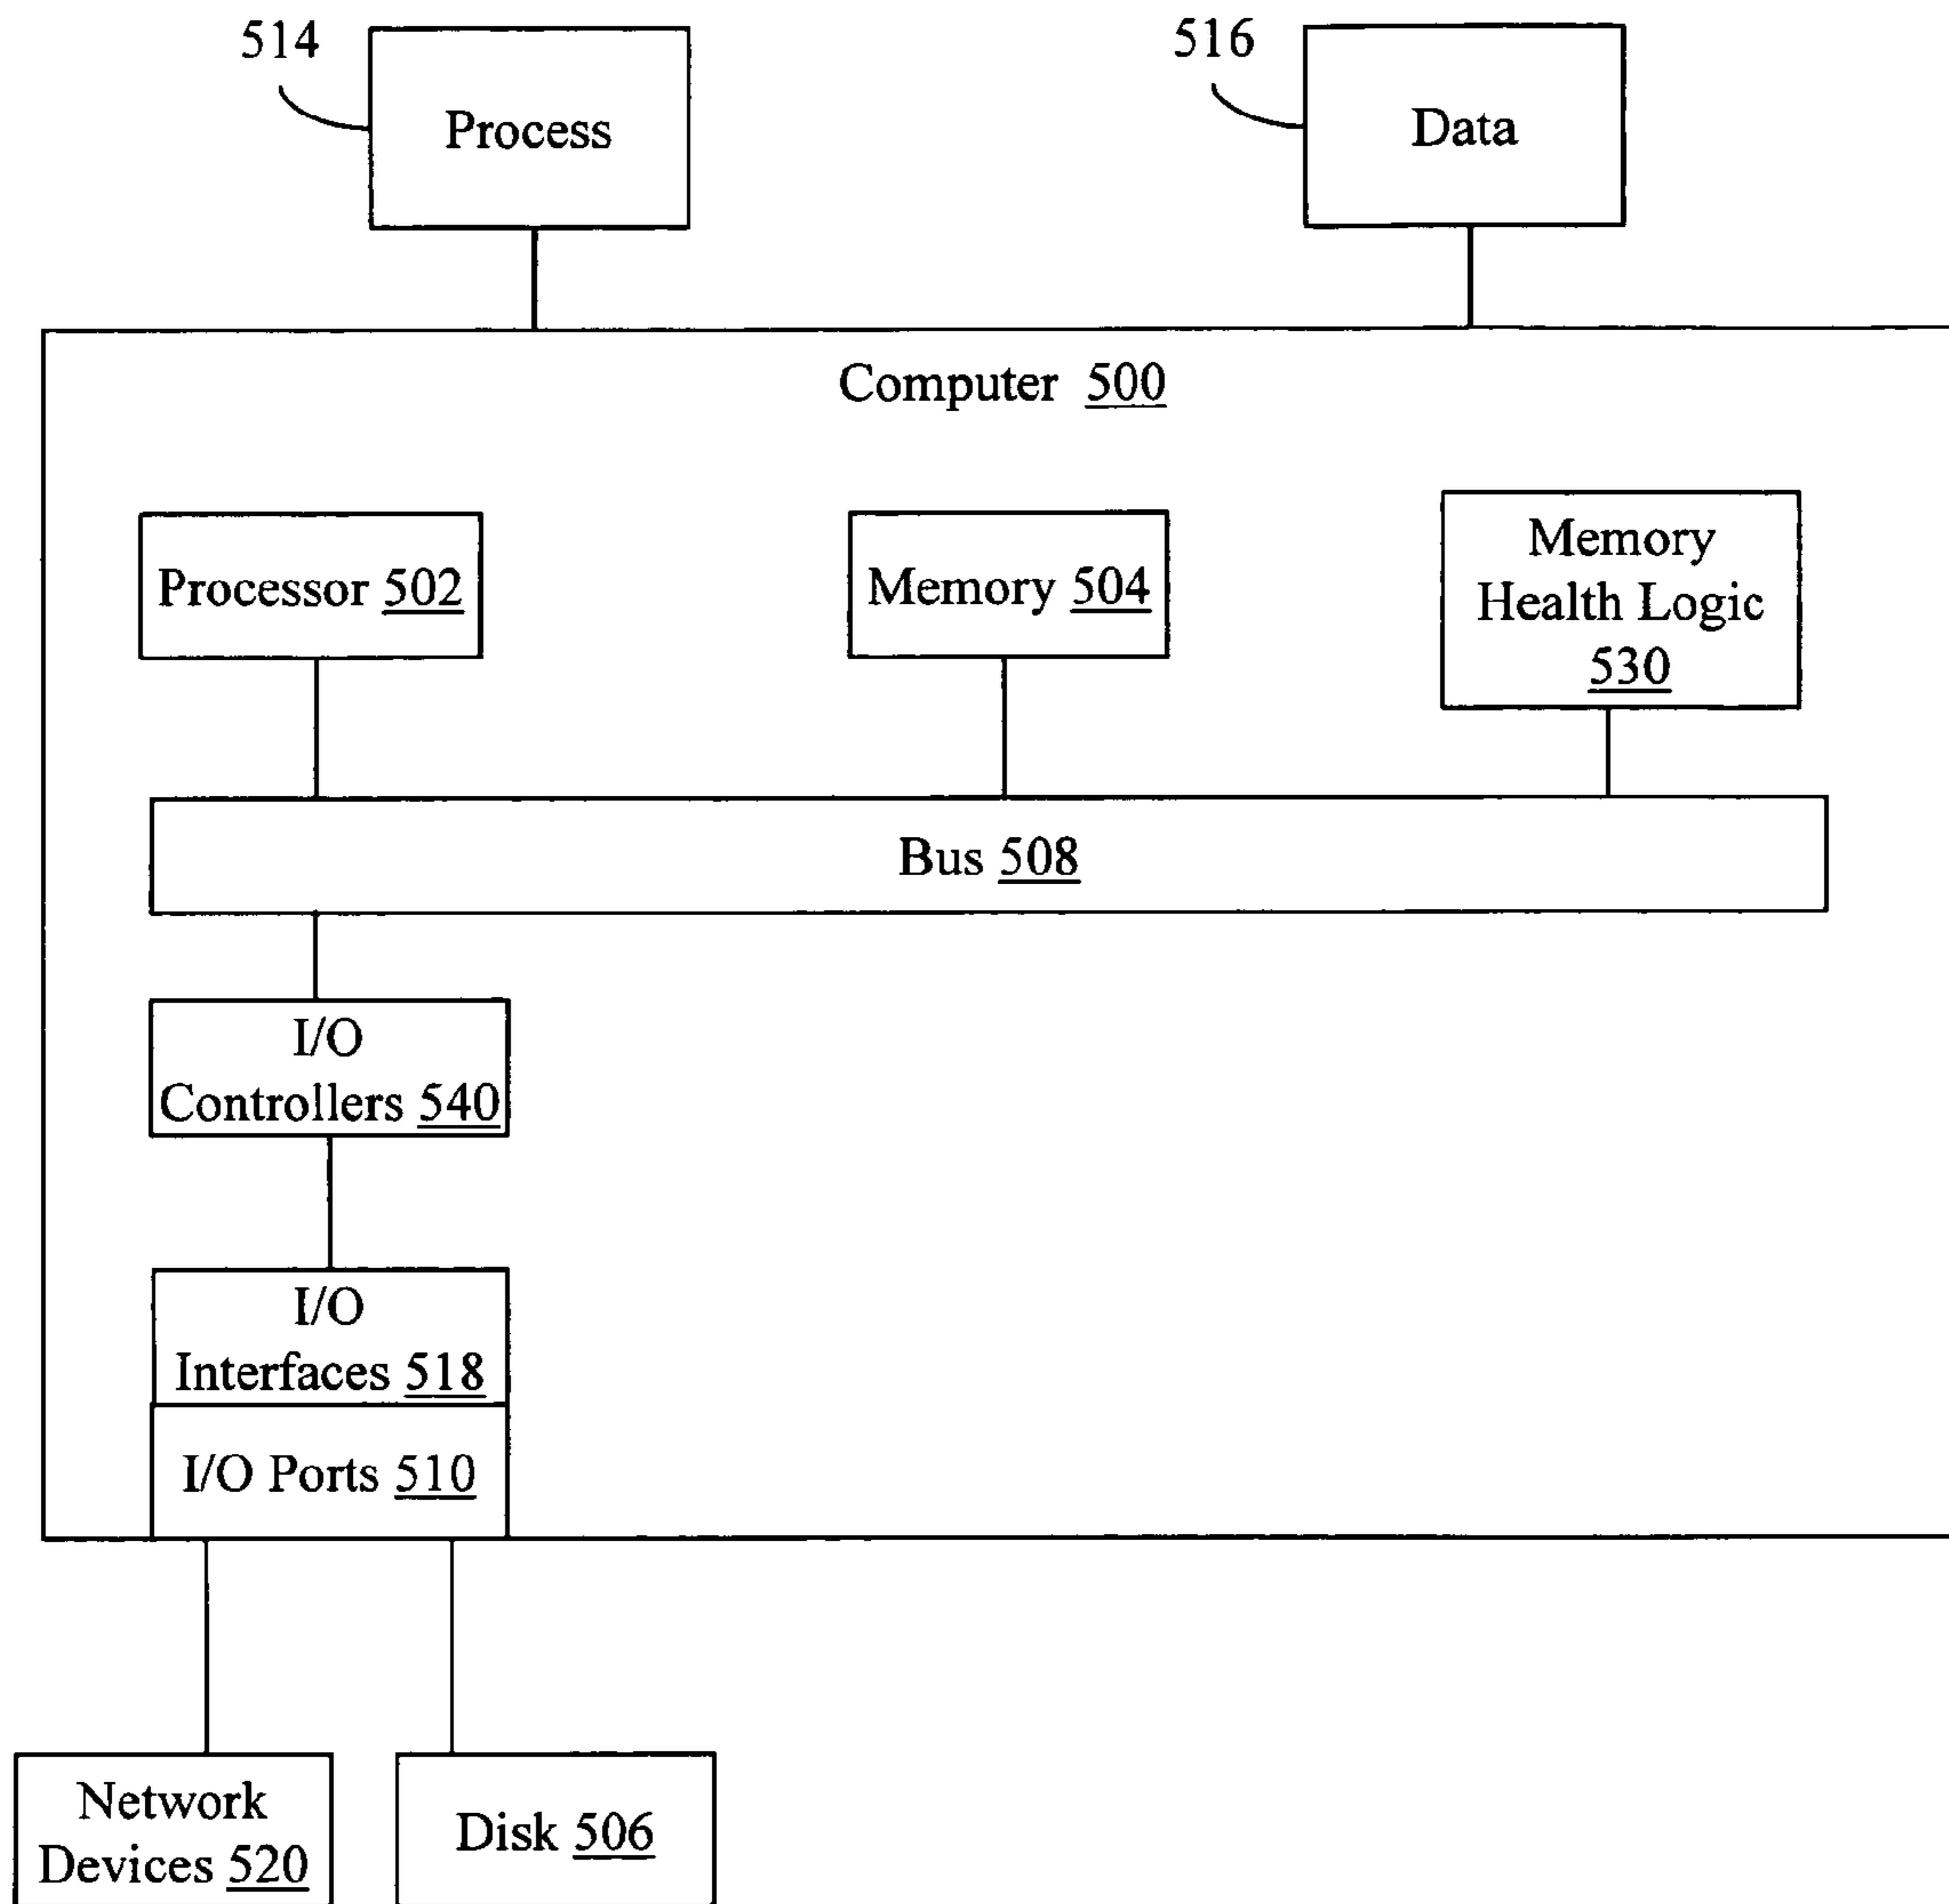 514
516
Process
Data
Computer 500
Processor 502
Memory 504
Memory
Health Logic
530
Bus 508
I/O
Controllers 540
I/O
Interfaces 518
I/O Ports 510
Network
Devices 520
Disk 506